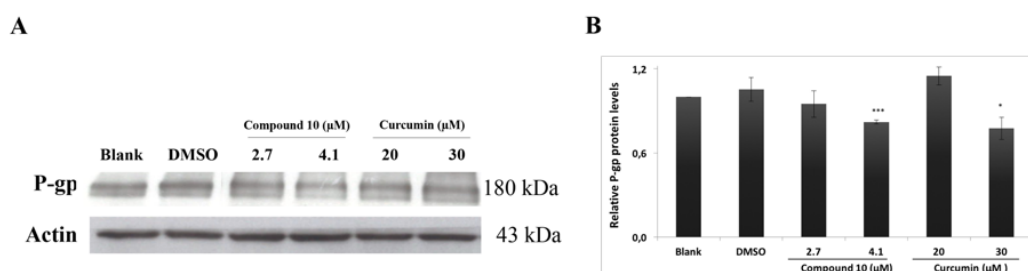 A
Compound 10 (µM)
Curcumin (µM)
Blank
DMSO
2.7
4.1
20
30
P-gp
180 kDa
Actin
43 kDa
B
Relative P-gp protein levels
1,2
0,6
0,0
***
*
Blank
DMSO
2.7
4.1
20
30
Compound 10 (µM)
Curcumin (µM )